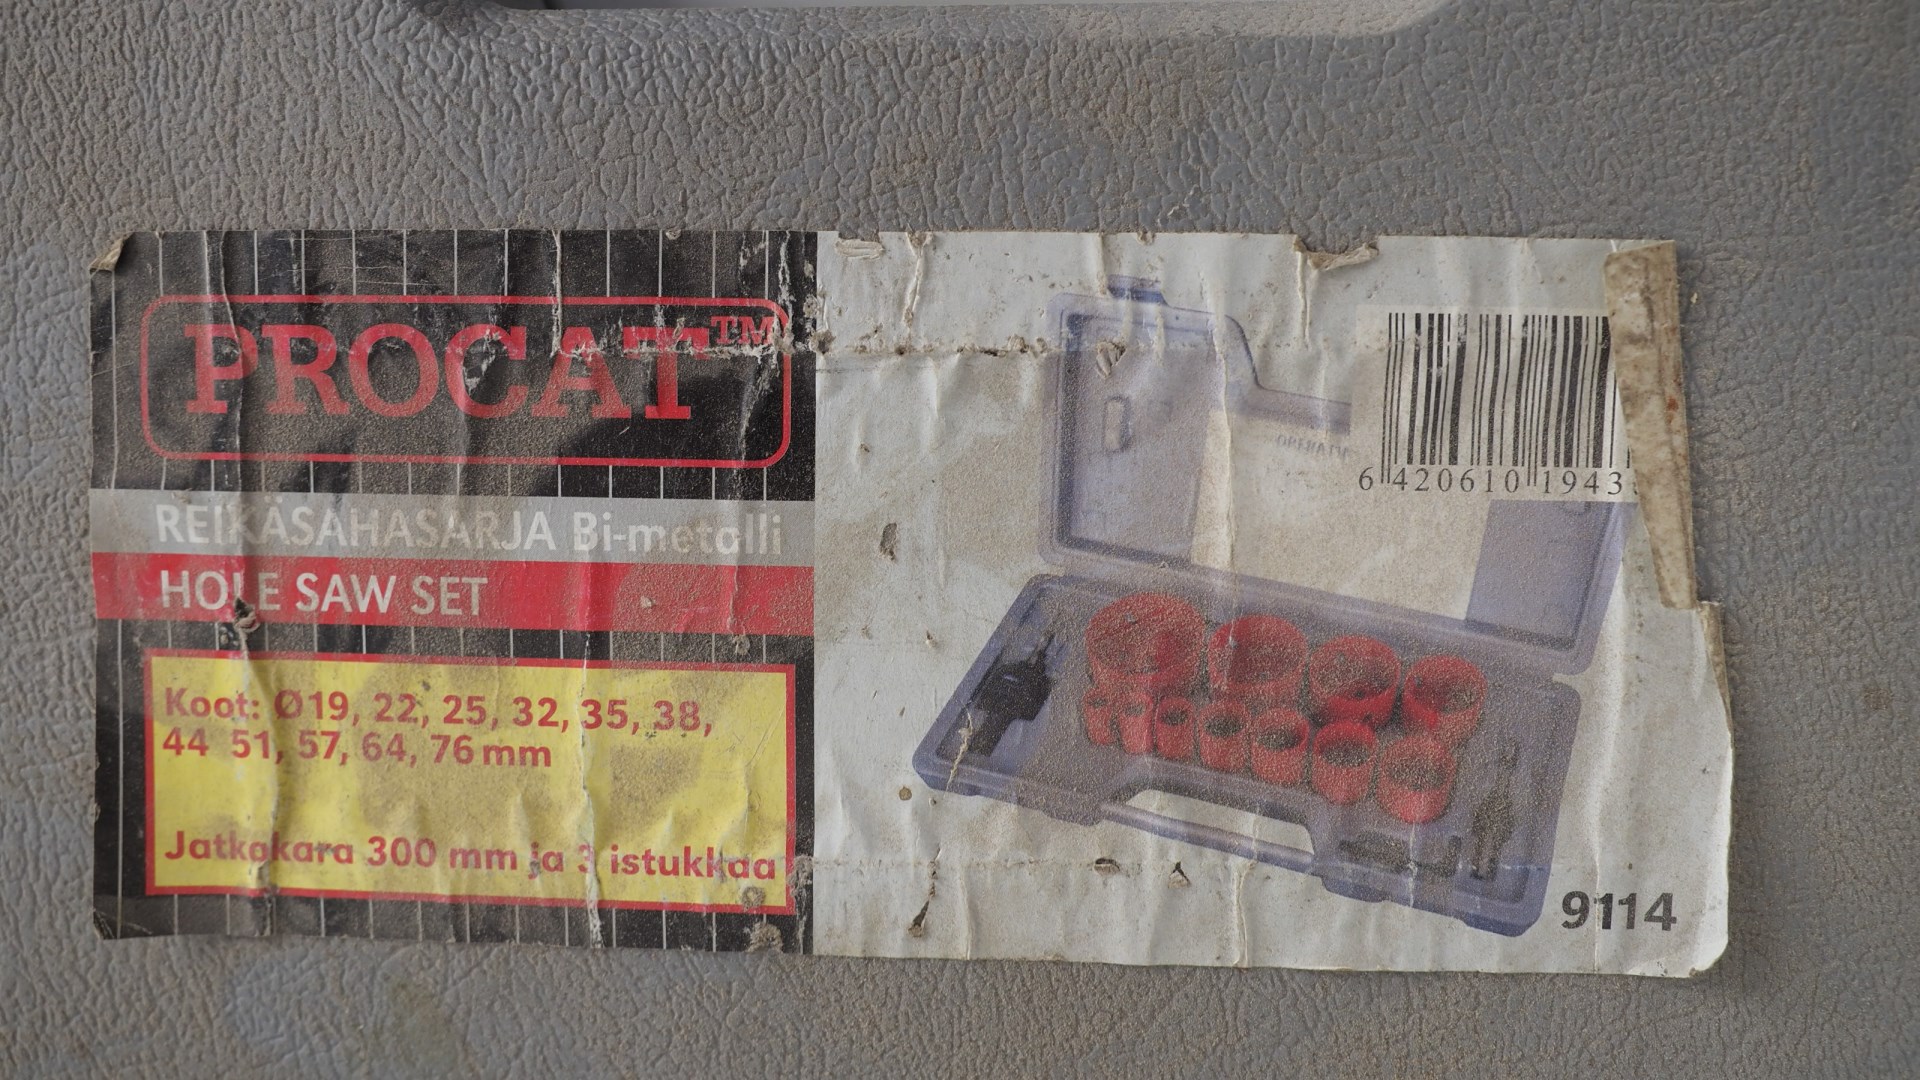 PROCAT™
REIKÄSAHASARJA Bi-metalli
HOLE SAW SET
Koot: Ø19, 22, 25, 32, 35, 38,
44 51, 57, 64, 76 mm
Jatkokara 300 mm ja 3 istukkaa
6 420610 1943
9114